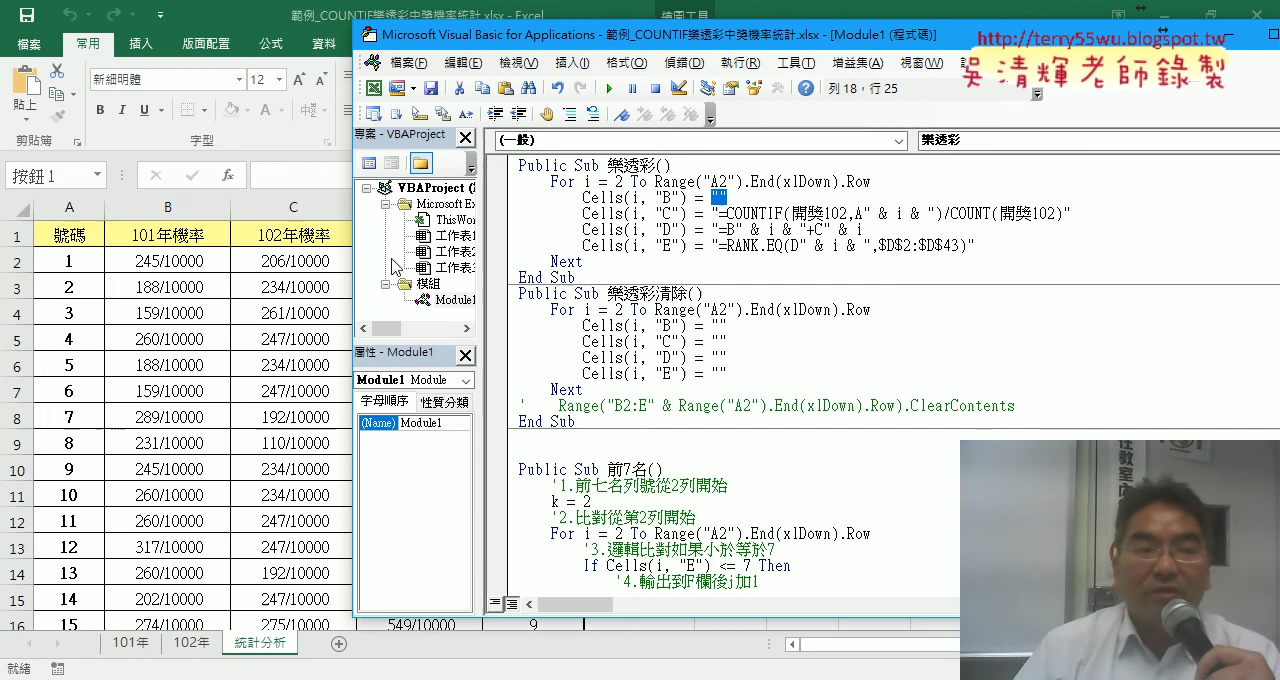 範例_COUNTIF樂透彩中獎機率統計.xlsx - Excel
繪圖工具
檔案 常用 插入 版面配置 公式 資料
Microsoft Visual Basic for Applications - 範例_COUNTIF樂透彩中獎機率統計.xlsx - [Module1 (程式碼)]
http://terry55wu.blogspot.tw
吳清輝老師錄製
檔案(F) 編輯(E) 檢視(V) 插入(I) 格式(O) 偵錯(D) 執行(R) 工具(T) 增益集(A) 視窗(W)
列 18，行 25
貼上
新細明體 12
B I U
剪貼簿 字型
按鈕 1
fx
專案 - VBAProject
VBAProject (
Microsoft Ex
ThisWor
工作表1
工作表2
模組
Module1
屬性 - Module1
Module1 Module
字母順序 性質分類
(Name) Module1
(一般) 樂透彩
Public Sub 樂透彩()
For i = 2 To Range("A2").End(xlDown).Row
Cells(i, "B") = ""
Cells(i, "C") = "=COUNTIF(開獎102,A" & i & ")/COUNT(開獎102)"
Cells(i, "D") = "=B" & i & "+C" & i
Cells(i, "E") = "=RANK.EQ(D" & i & ",$D$2:$D$43)"
Next
End Sub
Public Sub 樂透彩清除()
For i = 2 To Range("A2").End(xlDown).Row
Cells(i, "B") = ""
Cells(i, "C") = ""
Cells(i, "D") = ""
Cells(i, "E") = ""
Next
' Range("B2:E" & Range("A2").End(xlDown).Row).ClearContents
End Sub
Public Sub 前7名()
'1.前七名列號從2列開始
k = 2
'2.比對從第2列開始
For i = 2 To Range("A2").End(xlDown).Row
'3.邏輯比對如果小於等於7
If Cells(i, "E") <= 7 Then
'4.輸出到F欄後j加1
A B C
1 號碼 101年機率 102年機率
2 1 245/10000 206/10000
3 2 188/10000 234/10000
4 3 159/10000 261/10000
5 4 260/10000 247/10000
6 5 188/10000 234/10000
7 6 159/10000 247/10000
8 7 289/10000 192/10000
9 8 231/10000 110/10000
10 9 245/10000 234/10000
11 10 260/10000 234/10000
12 11 260/10000 247/10000
13 12 317/10000 247/10000
14 13 260/10000 192/10000
15 14 202/10000 247/10000
16 15 274/10000 275/10000 549/10000 9
101年 102年 統計分析
就緒